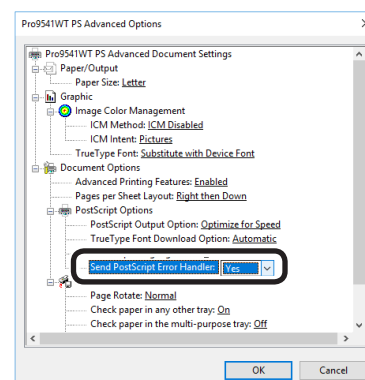 Pro9541WT PS Advanced Options
Pro9541WT PS Advanced Document Settings
Paper/Output
Paper Size: Letter
Graphic
Image Color Management
ICM Method: ICM Disabled
ICM Intent: Pictures
TrueType Font: Substitute with Device Font
Document Options
Advanced Printing Features: Enabled
Pages per Sheet Layout: Right then Down
PostScript Options
PostScript Output Option: Optimize for Speed
TrueType Font Download Option: Automatic
Send PostScript Error Handler: Yes
Page Rotate: Normal
Check paper in any other tray: On
Check paper in the multi-purpose tray: Off
OK Cancel